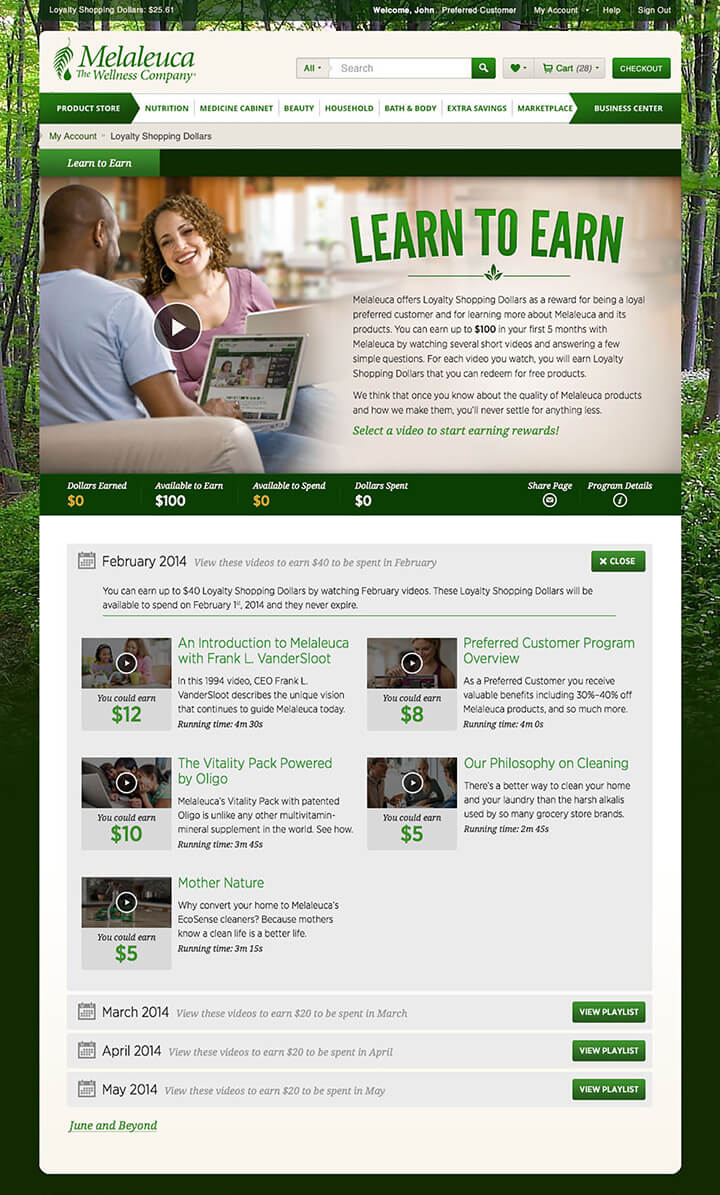 Loyalty Shopping Dollars: $25.61
Welcome, John Preferred Customer My Account Help Sign Out
Melaleuca
The Wellness Company
All Search Cart (28) CHECKOUT
PRODUCT STORE NUTRITION MEDICINE CABINET BEAUTY HOUSEHOLD BATH & BODY EXTRA SAVINGS MARKETPLACE BUSINESS CENTER
My Account » Loyalty Shopping Dollars
Learn to Earn
LEARN TO EARN
Melaleuca offers Loyalty Shopping Dollars as a reward for being a loyal
preferred customer and for learning more about Melaleuca and its
products. You can earn up to $100 in your first 5 months with
Melaleuca by watching several short videos and answering a few
simple questions. For each video you watch, you will earn Loyalty
Shopping Dollars that you can redeem for free products.
We think that once you know about the quality of Melaleuca products
and how we make them, you'll never settle for anything less.
Select a video to start earning rewards!
Dollars Earned Available to Earn Available to Spend Dollars Spent Share Page Program Details
$0 $100 $0 $0
February 2014 View these videos to earn $40 to be spent in February × CLOSE
You can earn up to $40 Loyalty Shopping Dollars by watching February videos. These Loyalty Shopping Dollars will be
available to spend on February 1st, 2014 and they never expire.
An Introduction to Melaleuca
with Frank L. VanderSloot
In this 1994 video, CEO Frank L.
VanderSloot describes the unique vision
that continues to guide Melaleuca today.
Running time: 4m 30s
You could earn
$12
Preferred Customer Program
Overview
As a Preferred Customer you receive
valuable benefits including 30%-40% off
Melaleuca products, and so much more.
Running time: 4m 0s
You could earn
$8
The Vitality Pack Powered
by Oligo
Melaleuca's Vitality Pack with patented
Oligo is unlike any other multivitamin-
mineral supplement in the world. See how.
Running time: 3m 45s
You could earn
$10
Our Philosophy on Cleaning
There's a better way to clean your home
and your laundry than the harsh alkalis
used by so many grocery store brands.
Running time: 2m 45s
You could earn
$5
Mother Nature
Why convert your home to Melaleuca's
EcoSense cleaners? Because mothers
know a clean life is a better life.
Running time: 3m 15s
You could earn
$5
March 2014 View these videos to earn $20 to be spent in March VIEW PLAYLIST
April 2014 View these videos to earn $20 to be spent in April VIEW PLAYLIST
May 2014 View these videos to earn $20 to be spent in May VIEW PLAYLIST
June and Beyond